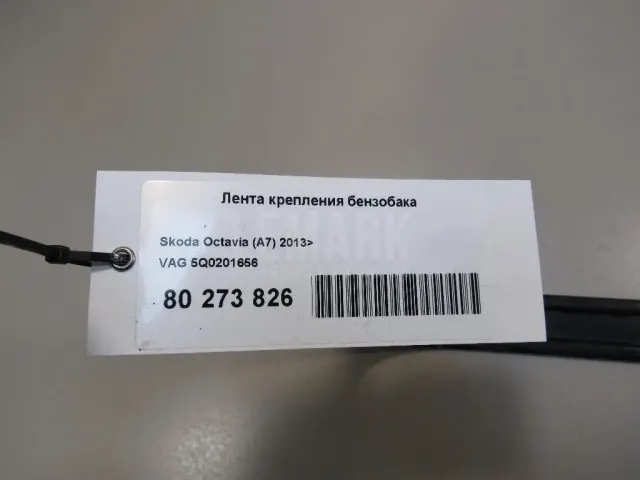 Лента крепления бензобака
Skoda Octavia (A7) 2013>
VAG 5Q0201656
80 273 826